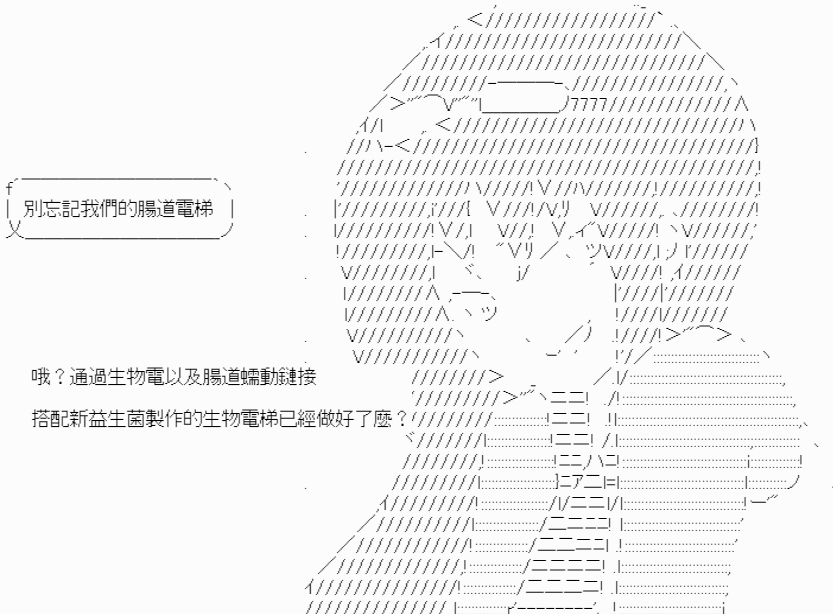 別忘記我們的腸道電梯
哦？通過生物電以及腸道蠕動鏈接
搭配新益生菌製作的生物電梯已經做好了麼？